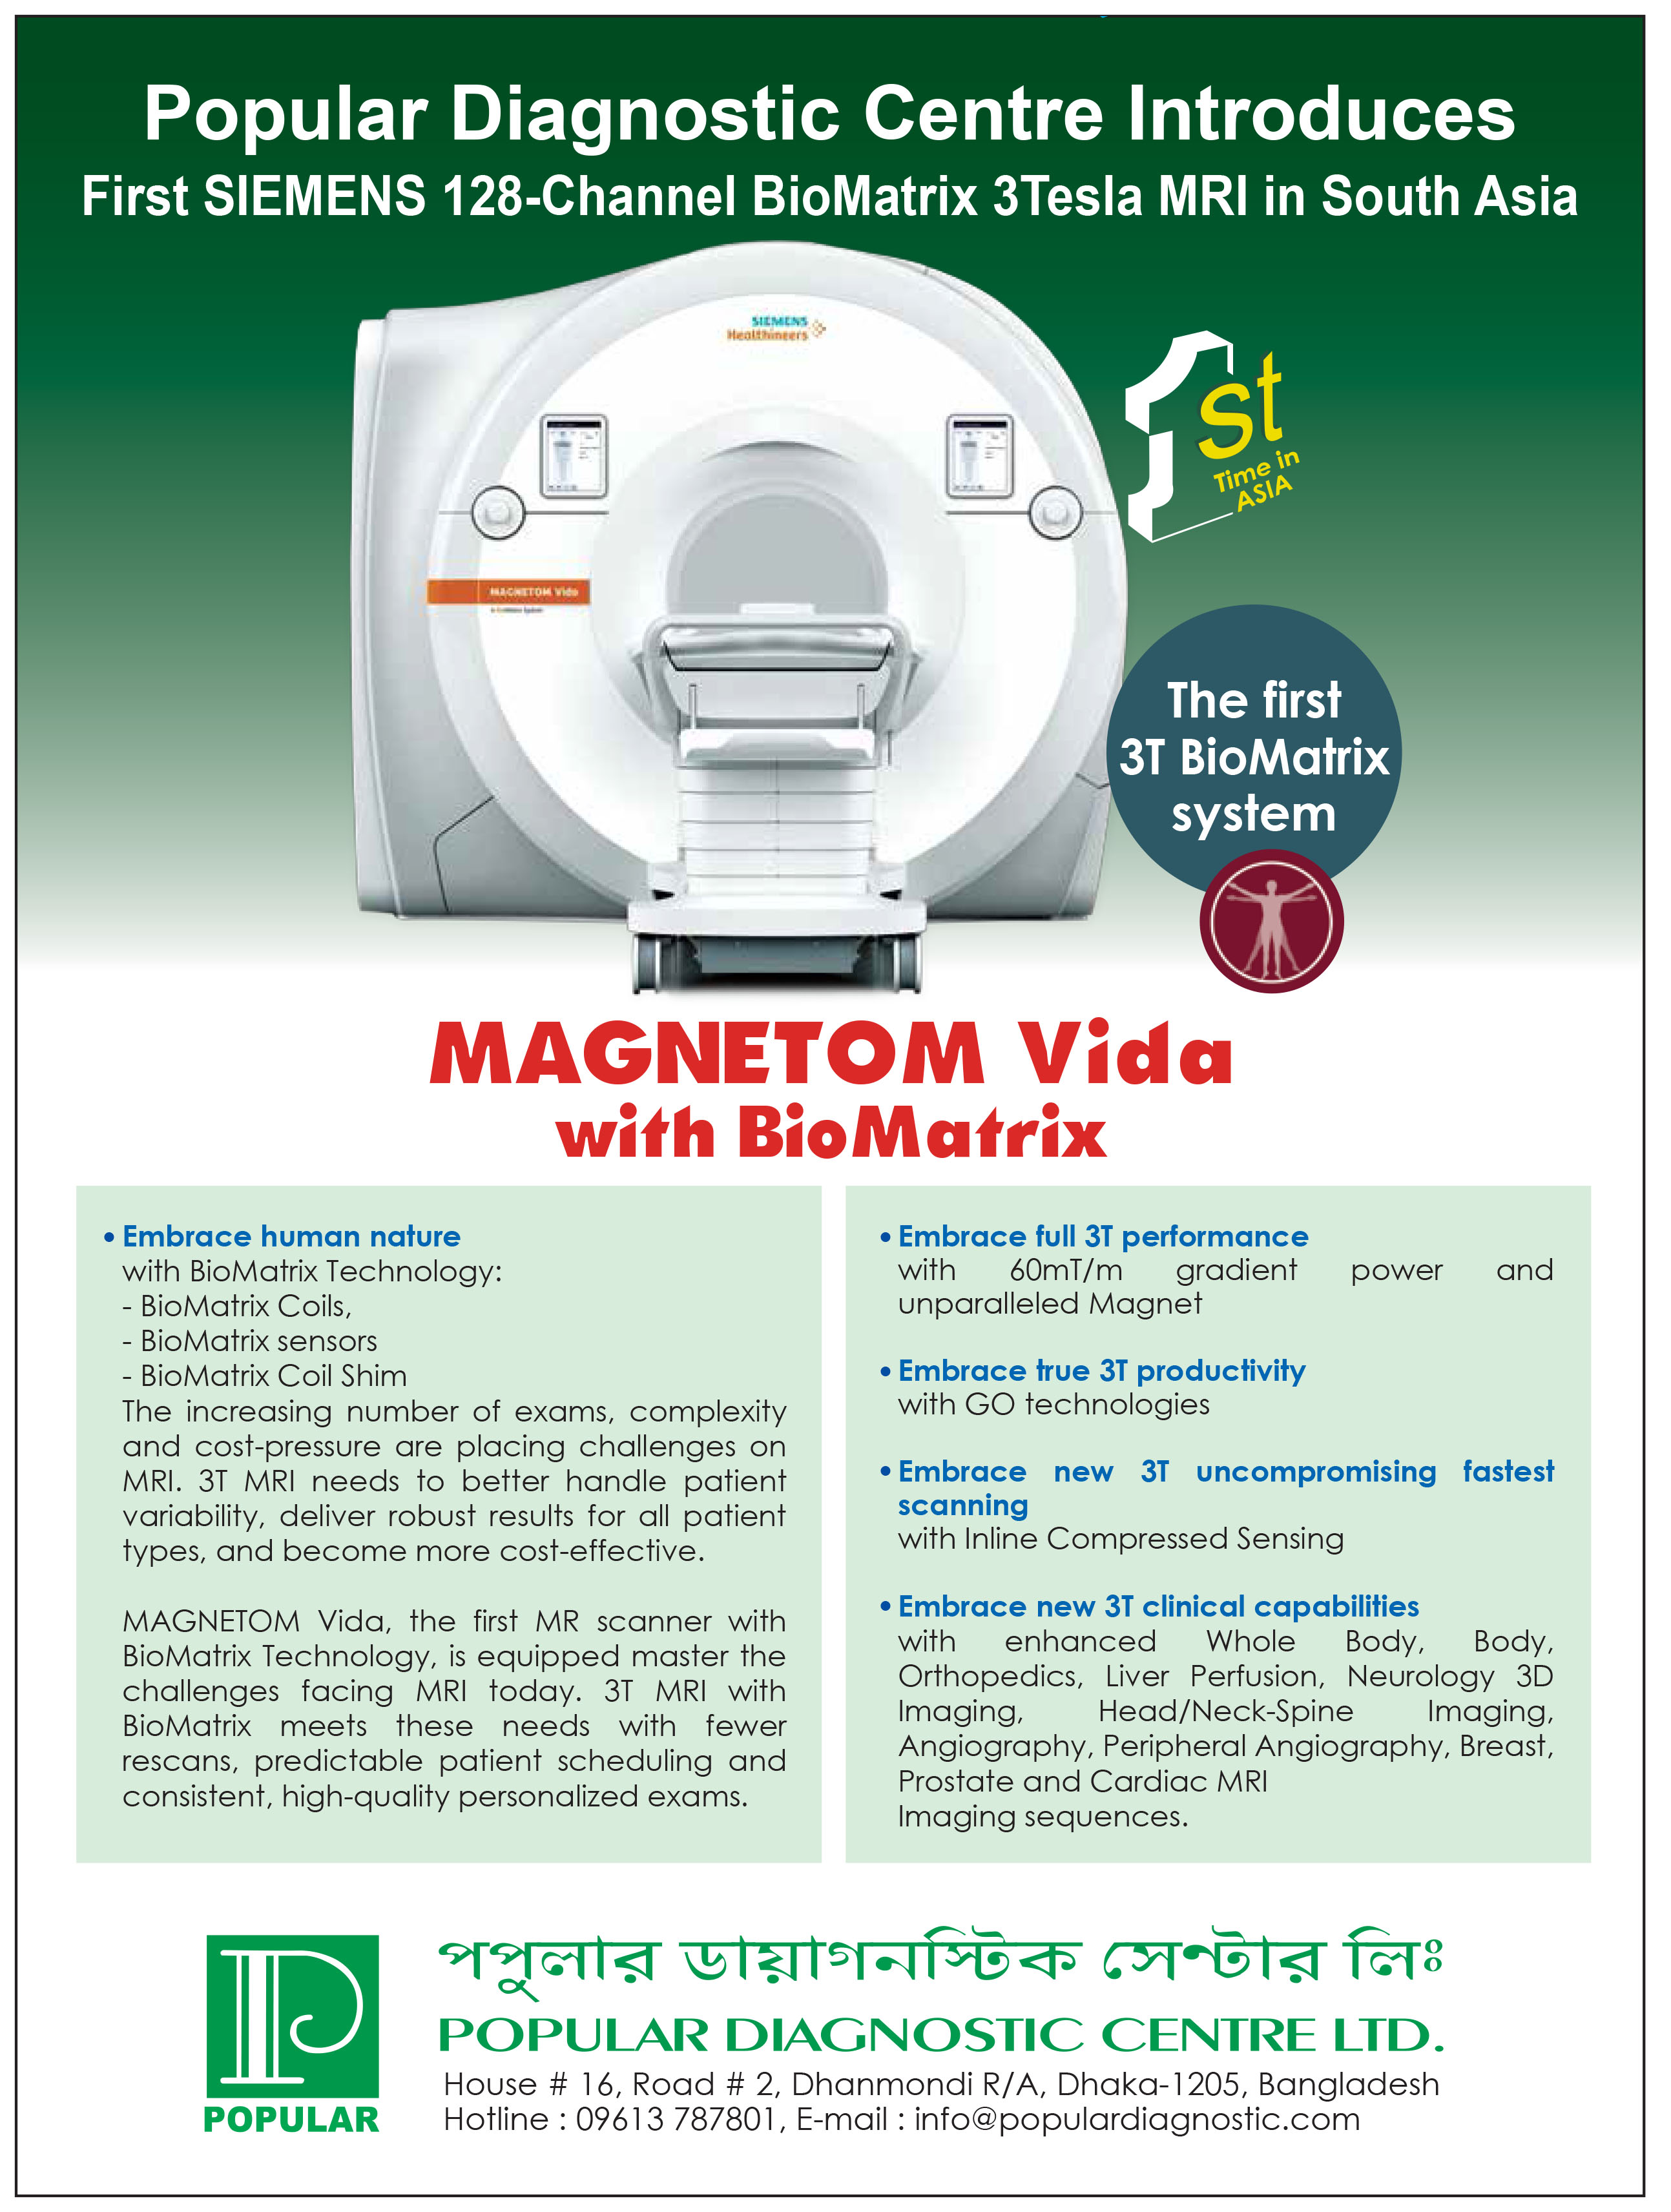 Popular Diagnostic Centre Introduces
First SIEMENS 128-Channel BioMatrix 3Tesla MRI in South Asia
SIEMENS
Healthineers
1st
Time in
ASIA
MAGNETOM Vida
The first
3T BioMatrix
system
MAGNETOM Vida
with BioMatrix
• Embrace human nature
with BioMatrix Technology:
- BioMatrix Coils,
- BioMatrix sensors
- BioMatrix Coil Shim
The increasing number of exams, complexity
and cost-pressure are placing challenges on
MRI. 3T MRI needs to better handle patient
variability, deliver robust results for all patient
types, and become more cost-effective.
MAGNETOM Vida, the first MR scanner with
BioMatrix Technology, is equipped master the
challenges facing MRI today. 3T MRI with
BioMatrix meets these needs with fewer
rescans, predictable patient scheduling and
consistent, high-quality personalized exams.
• Embrace full 3T performance
with 60mT/m gradient power and
unparalleled Magnet
• Embrace true 3T productivity
with GO technologies
• Embrace new 3T uncompromising fastest
scanning
with Inline Compressed Sensing
• Embrace new 3T clinical capabilities
with enhanced Whole Body, Body,
Orthopedics, Liver Perfusion, Neurology 3D
Imaging, Head/Neck-Spine Imaging,
Angiography, Peripheral Angiography, Breast,
Prostate and Cardiac MRI
Imaging sequences.
POPULAR
পপুলার ডায়াগনস্টিক সেন্টার লিঃ
POPULAR DIAGNOSTIC CENTRE LTD.
House # 16, Road # 2, Dhanmondi R/A, Dhaka-1205, Bangladesh
Hotline : 09613 787801, E-mail : info@populardiagnostic.com